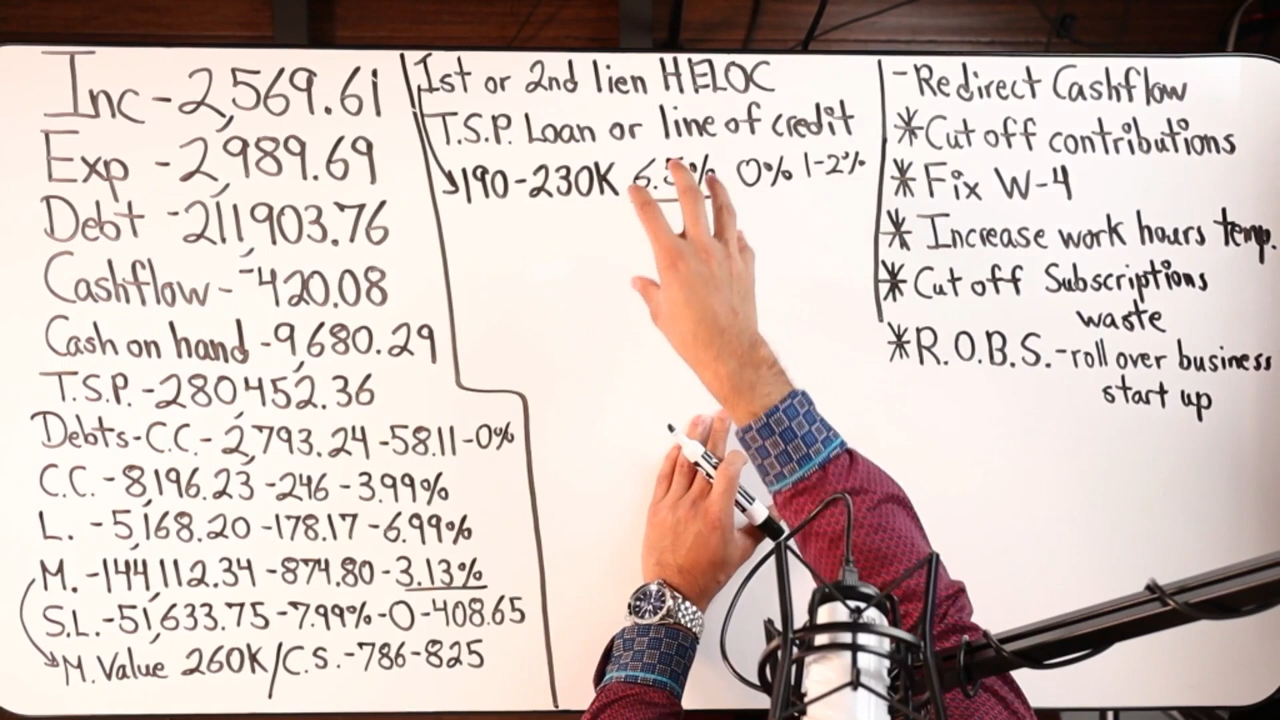 Inc - 2,569.61
Exp - 2,989.69
Debt - 211,903.76
Cashflow - -420.08
Cash on hand - 9,680.29
T.S.P. - 280,452.36
Debts - C.C. - 2,793.24 - 58.11 - 0%
C.C. - 8,196.23 - 246 - 3.99%
L. - 5,168.20 - 178.17 - 6.99%
M. - 144,112.34 - 874.80 - 3.13%
S.L. - 51,633.75 - 7.99% - 0 - 408.65
M. Value 260K / C.S. - 786-825
1st or 2nd lien HELOC
T.S.P. Loan or line of credit
190-230K 0% 1-2%
- Redirect Cashflow
* Cut off contributions
* Fix W-4
* Increase work hours temp.
* Cut off Subscriptions
waste
* R.O.B.S. - roll over business
start up